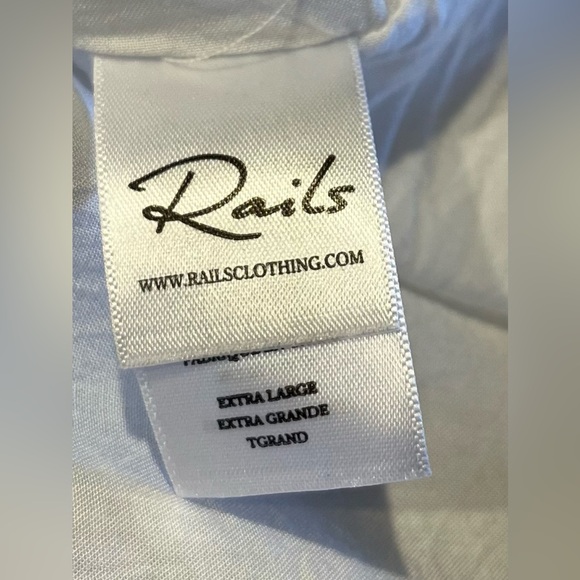 Rails
WWW.RAILSCLOTHING.COM
EXTRA LARGE
EXTRA GRANDE
TGRAND